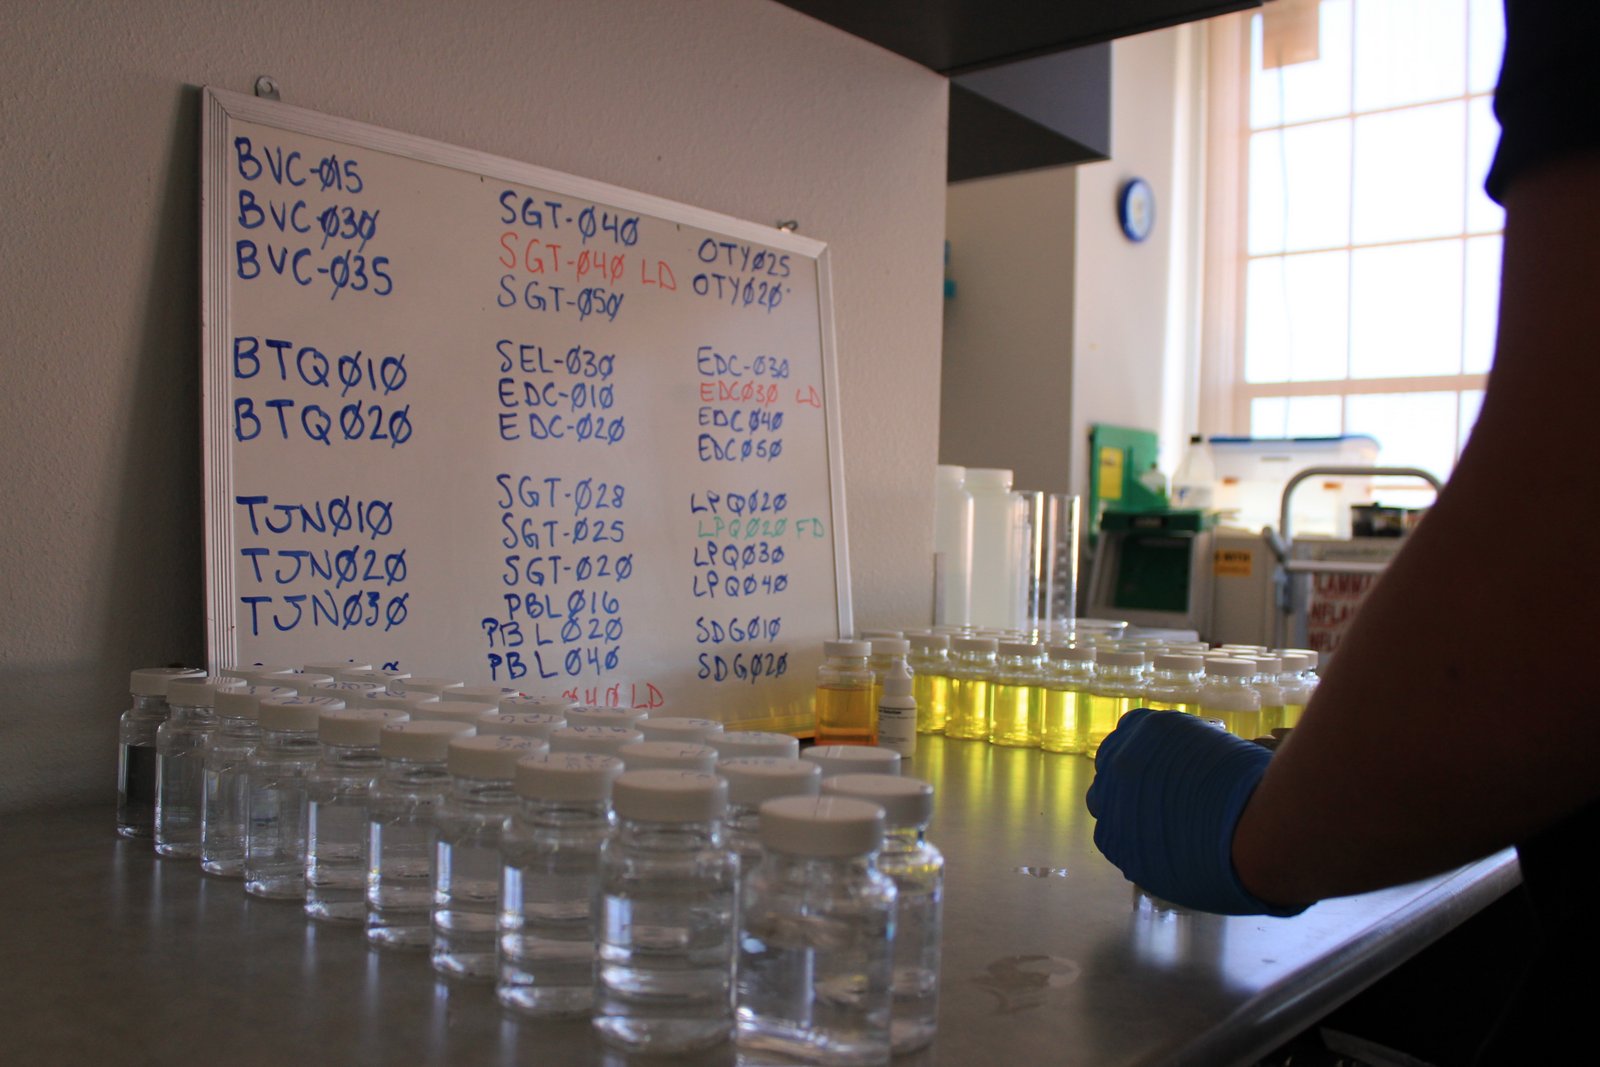 BVC-Ø15
BVC-Ø3Ø
BVC-Ø35
BTQØ1Ø
BTQØ2Ø
TJNØ1Ø
TJNØ2Ø
TJNØ3Ø
SGT-Ø4Ø
SGT-Ø4Ø LD
SGT-Ø5Ø
SEL-Ø3Ø
EDC-Ø1Ø
EDC-Ø2Ø
SGT-Ø28
SGT-Ø25
SGT-Ø2Ø
PBLØ16
PBLØ2Ø
PBLØ4Ø
Ø4Ø LD
OTYØ25
OTYØ2Ø
EDC-Ø3Ø
EDCØ3Ø LD
EDCØ4Ø
EDCØ5Ø
LPQØ2Ø
LPQØ2Ø FD
LPQØ3Ø
LPQØ4Ø
SDGØ1Ø
SDGØ2Ø